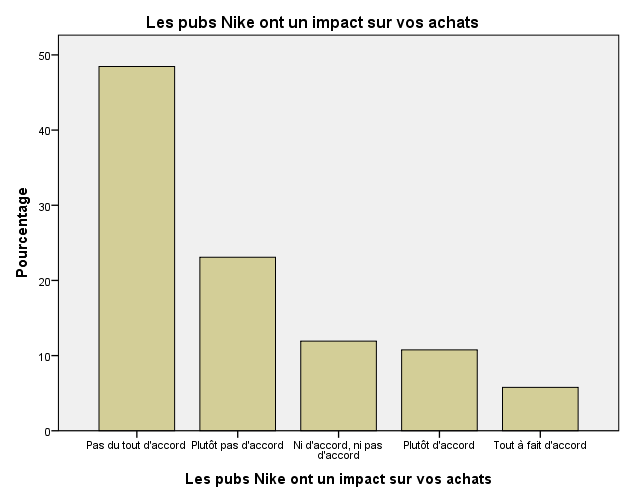 Les pubs Nike ont un impact sur vos achats
50
40
30
20
10
0
Pourcentage
Pas du tout d'accord
Plutôt pas d'accord
Ni d'accord, ni pas
d'accord
Plutôt d'accord
Tout à fait d'accord
Les pubs Nike ont un impact sur vos achats